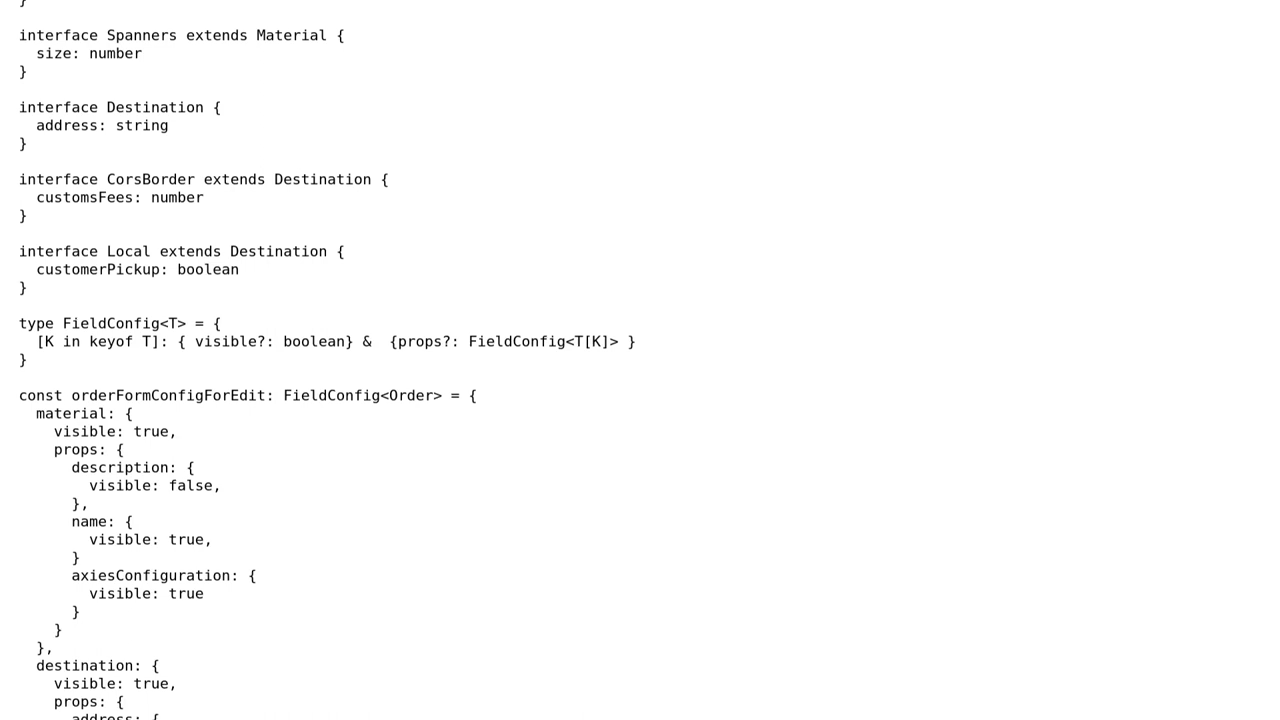 }
interface Spanners extends Material {
  size: number
}
interface Destination {
  address: string
}
interface CorsBorder extends Destination {
  customsFees: number
}
interface Local extends Destination {
  customerPickup: boolean
}
type FieldConfig<T> = {
  [K in keyof T]: { visible?: boolean} &  {props?: FieldConfig<T[K]> }
}
const orderFormConfigForEdit: FieldConfig<Order> = {
  material: {
    visible: true,
    props: {
      description: {
        visible: false,
      },
      name: {
        visible: true,
      }
      axiesConfiguration: {
        visible: true
      }
    }
  },
  destination: {
    visible: true,
    props: {
      address: {